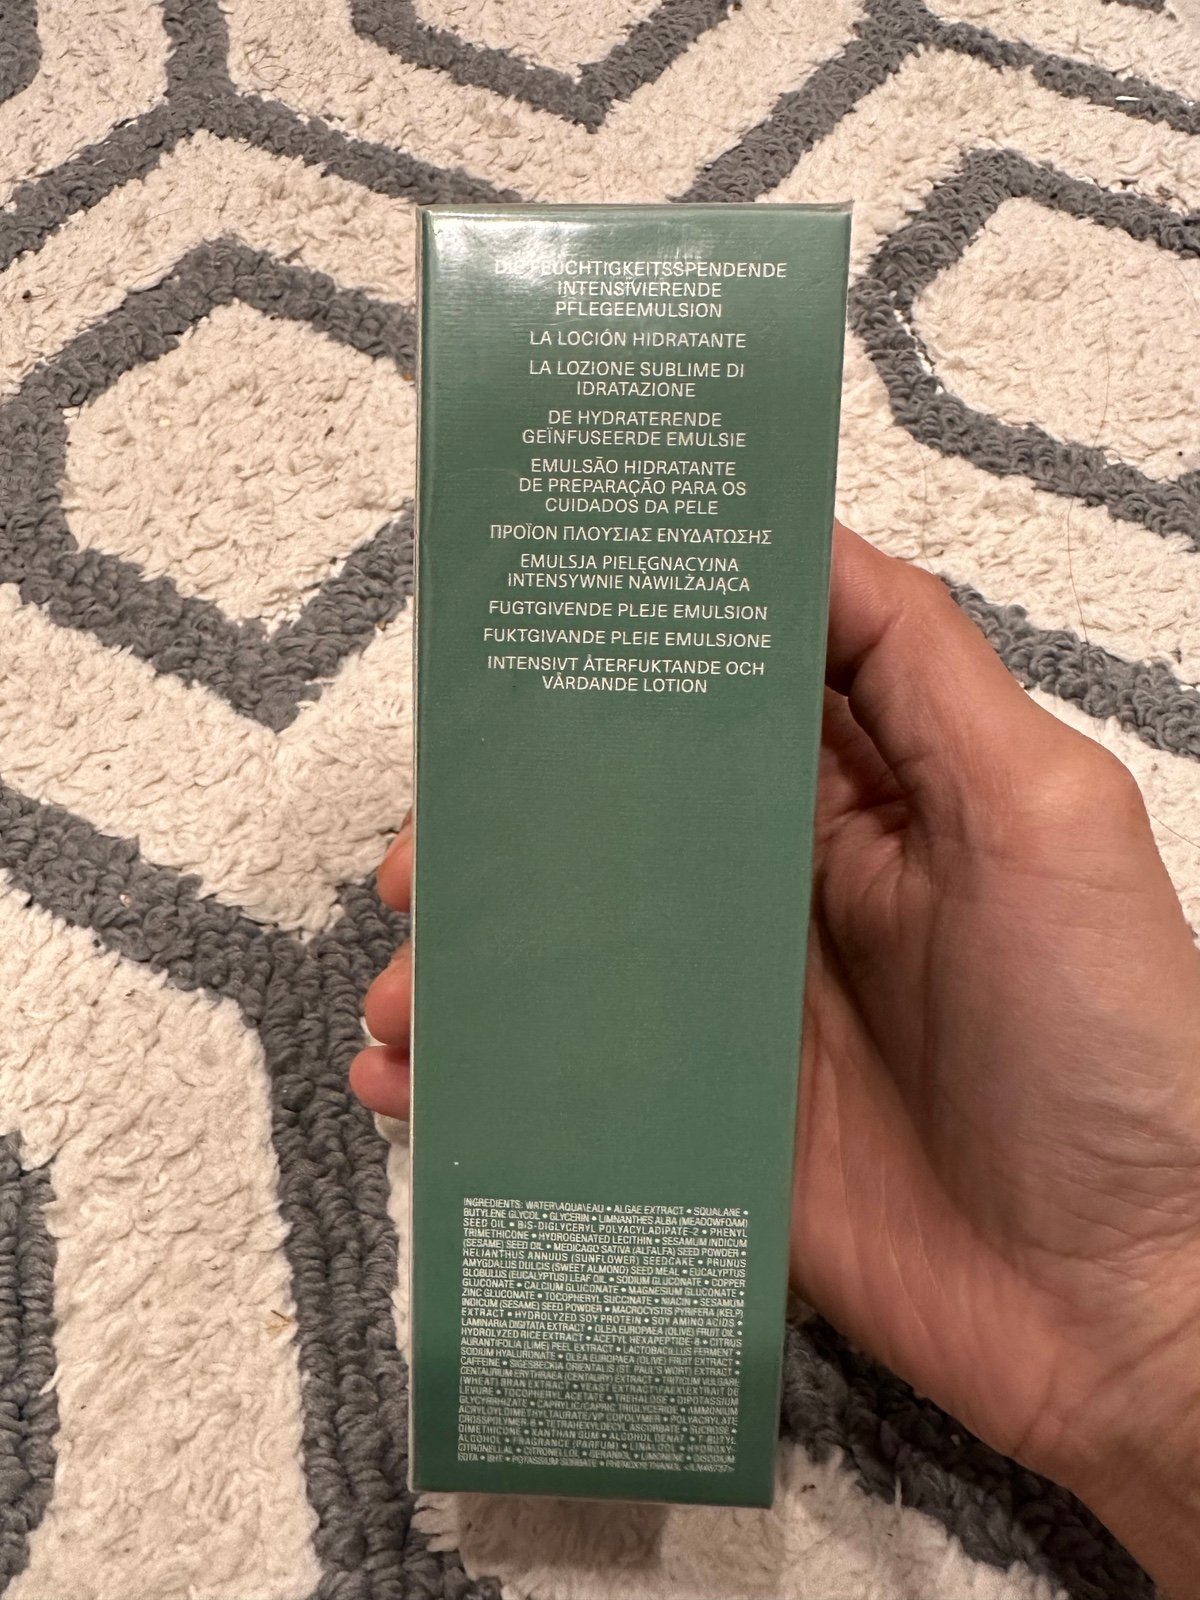 DIE FEUCHTIGKEITSSPENDENDE
INTENSIVIERENDE
PFLEGEEMULSION
LA LOCIÓN HIDRATANTE
LA LOZIONE SUBLIME DI
IDRATAZIONE
DE HYDRATERENDE
GEÏNFUSEERDE EMULSIE
EMULSÃO HIDRATANTE
DE PREPARAÇÃO PARA OS
CUIDADOS DA PELE
ΠΡΟΪΟΝ ΠΛΟΥΣΙΑΣ ΕΝΥΔΑΤΩΣΗΣ
EMULSJA PIELĘGNACYJNA
INTENSYWNIE NAWILŻAJĄCA
FUGTGIVENDE PLEJE EMULSION
FUKTGIVANDE PLEIE EMULSJONE
INTENSIVT ÅTERFUKTANDE OCH
VÅRDANDE LOTION
INGREDIENTS: WATER\AQUA\EAU • ALGAE EXTRACT • SQUALANE •
BUTYLENE GLYCOL • GLYCERIN • LIMNANTHES ALBA (MEADOWFOAM)
SEED OIL • BIS-DIGLYCERYL POLYACYLADIPATE-2 • PHENYL
TRIMETHICONE • HYDROGENATED LECITHIN • SESAMUM INDICUM
(SESAME) SEED OIL • MEDICAGO SATIVA (ALFALFA) SEED POWDER •
HELIANTHUS ANNUUS (SUNFLOWER) SEEDCAKE • PRUNUS
AMYGDALUS DULCIS (SWEET ALMOND) SEED MEAL • EUCALYPTUS
GLOBULUS (EUCALYPTUS) LEAF OIL • SODIUM GLUCONATE • COPPER
GLUCONATE • CALCIUM GLUCONATE • MAGNESIUM GLUCONATE •
ZINC GLUCONATE • TOCOPHERYL SUCCINATE • NIACIN • SESAMUM
INDICUM (SESAME) SEED POWDER • MACROCYSTIS PYRIFERA (KELP)
EXTRACT • HYDROLYZED SOY PROTEIN • SOY AMINO ACIDS •
LAMINARIA DIGITATA EXTRACT • OLEA EUROPAEA (OLIVE) FRUIT OIL •
HYDROLYZED RICE EXTRACT • ACETYL HEXAPEPTIDE-8 • CITRUS
AURANTIFOLIA (LIME) PEEL EXTRACT • LACTOBACILLUS FERMENT •
SODIUM HYALURONATE • OLEA EUROPAEA (OLIVE) FRUIT EXTRACT •
CAFFEINE • SIGESBECKIA ORIENTALIS (ST. PAUL'S WORT) EXTRACT •
CENTAURIUM ERYTHRAEA (CENTAURY) EXTRACT • TRITICUM VULGARE
(WHEAT) BRAN EXTRACT • YEAST EXTRACT\FAEX\EXTRAIT DE
LEVURE • TOCOPHERYL ACETATE • TREHALOSE • DIPOTASSIUM
GLYCYRRHIZATE • CAPRYLIC/CAPRIC TRIGLYCERIDE • AMMONIUM
ACRYLOYLDIMETHYLTAURATE/VP COPOLYMER • POLYACRYLATE
CROSSPOLYMER-6 • TETRAHEXYLDECYL ASCORBATE • SUCROSE •
DIMETHICONE • XANTHAN GUM • ALCOHOL DENAT. • T-BUTYL
ALCOHOL • FRAGRANCE (PARFUM) • LINALOOL • HYDROXY-
CITRONELLAL • CITRONELLOL • GERANIOL • LIMONENE • DISODIUM
EDTA • BHT • POTASSIUM SORBATE • PHENOXYETHANOL